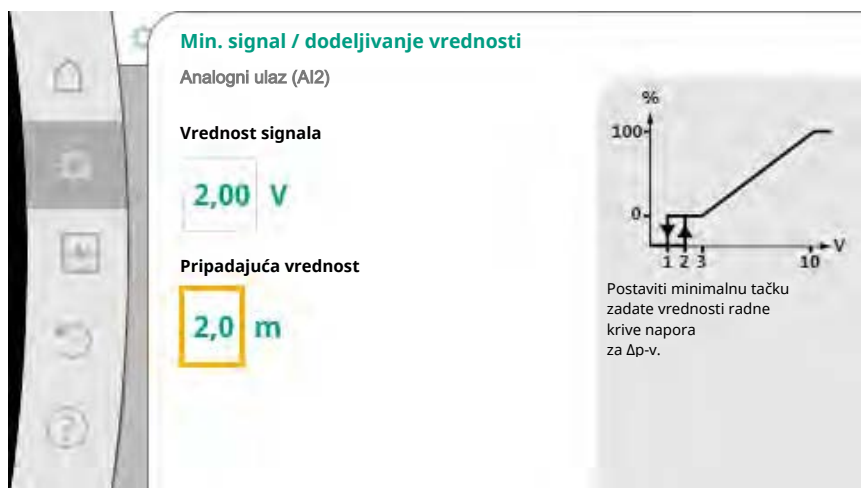 Min. signal / dodeljivanje vrednosti
Analogni ulaz (AI2)
Vrednost signala
2,00 V
Pripadajuća vrednost
2,0 m
%
100
0
1 2 3 10 V
Postaviti minimalnu tačku
zadate vrednosti radne
krive napora
za Δp-v.
?